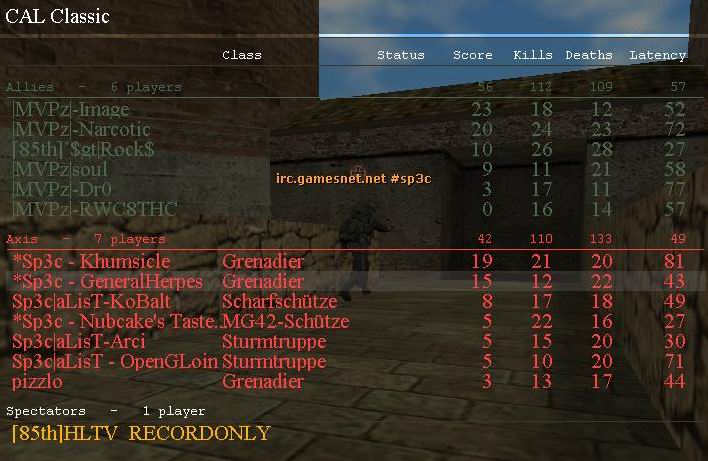 CAL Classic
Class Status Score Kills Deaths Latency
Allies - 6 players 56 112 109 57
[MVPz]-Image 23 18 12 52
[MVPz]-Narcotic 20 24 23 72
[85th]^$gt|Rock$ 10 26 28 27
[MVPz]soul 9 11 21 58
[MVPz]-Dr0 3 17 11 77
[MVPz]-RWC8THC 0 16 14 57
irc.gamesnet.net #sp3c
Axis - 7 players 42 110 133 49
*Sp3c - Khumsicle Grenadier 19 21 20 81
*Sp3c - GeneralHerpes Grenadier 15 12 22 43
Sp3c|aLisT-KoBalt Scharfschütze 8 17 18 49
*Sp3c - Nubcake's Taste.. MG42-Schütze 5 22 16 27
Sp3c|aLisT-Arci Sturmtruppe 5 15 20 30
Sp3c|aLisT - OpenGLoin Sturmtruppe 5 10 20 71
pizzlo Grenadier 3 13 17 44
Spectators - 1 player
[85th]HLTV RECORDONLY